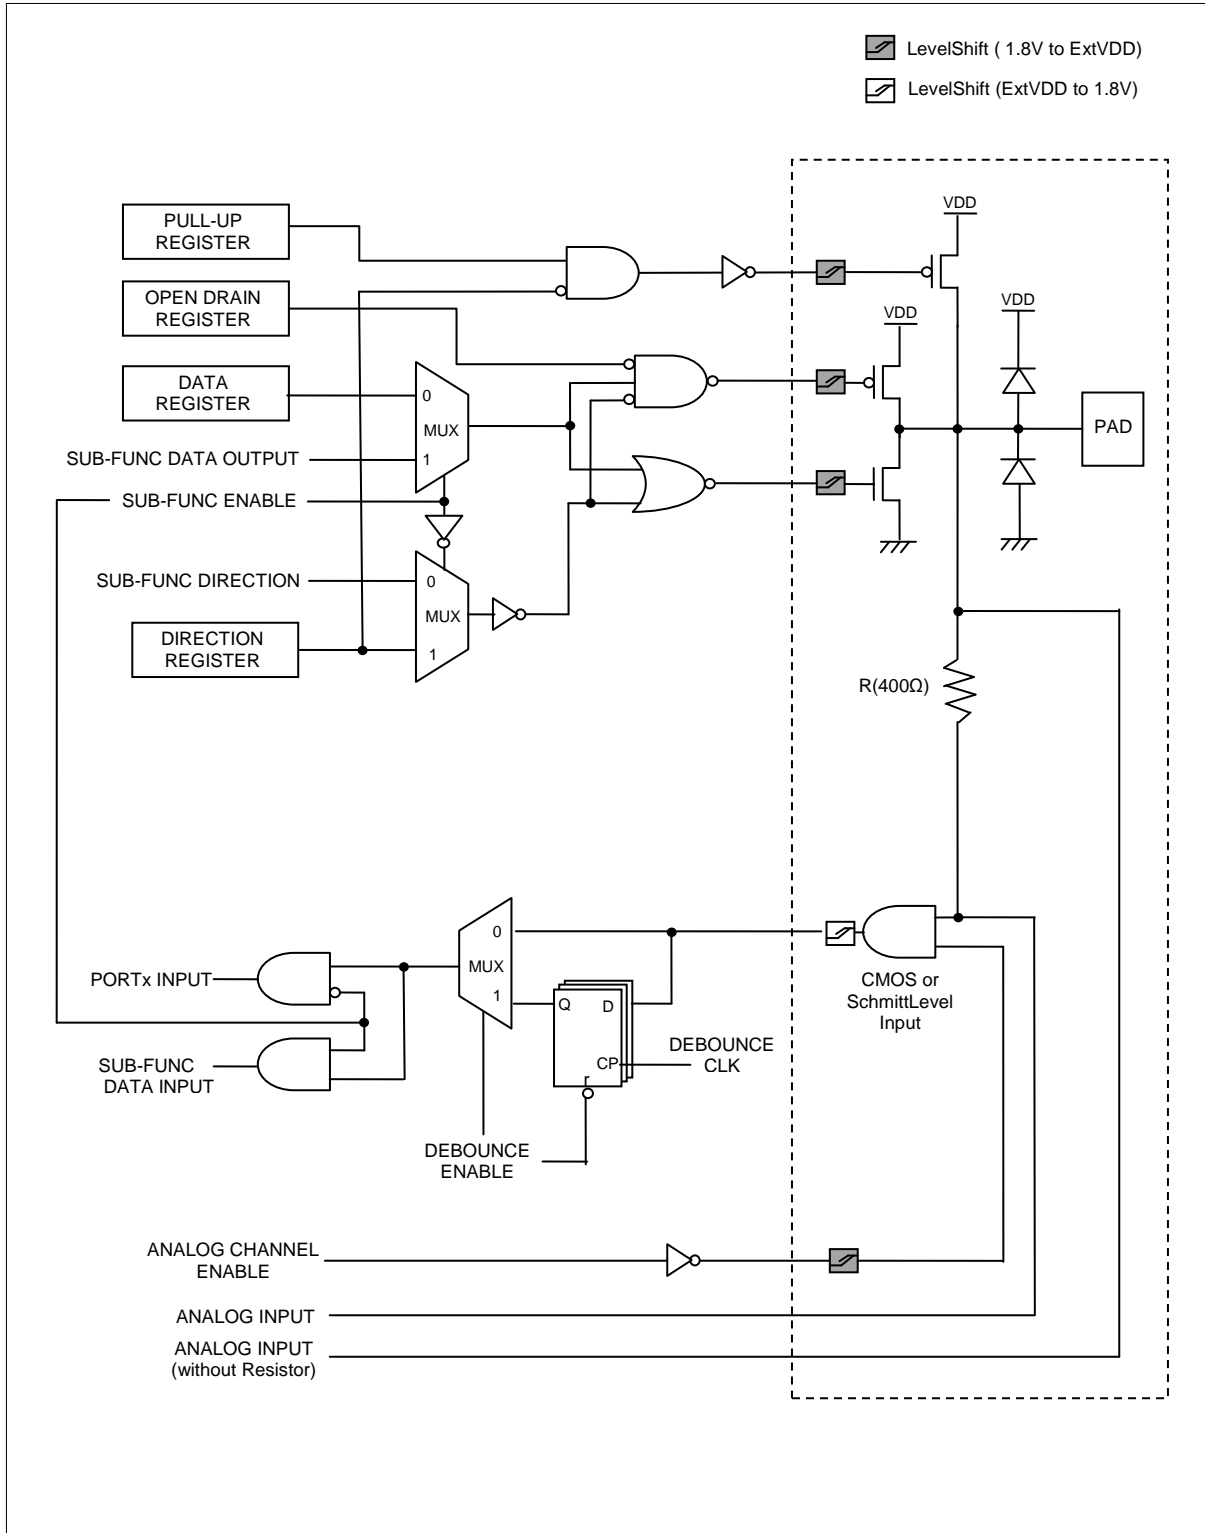 LevelShift ( 1.8V to ExtVDD)
LevelShift (ExtVDD to 1.8V)
VDD
PULL-UP
REGISTER
OPEN DRAIN
REGISTER
VDD
VDD
DATA
REGISTER
0
MUX
1
PAD
SUB-FUNC DATA OUTPUT
SUB-FUNC ENABLE
SUB-FUNC DIRECTION
0
MUX
1
DIRECTION
REGISTER
R(400Ω)
0
MUX
1
PORTx INPUT
CMOS or
SchmittLevel
Input
Q
D
CP
r
DEBOUNCE
CLK
SUB-FUNC
DATA INPUT
DEBOUNCE
ENABLE
ANALOG CHANNEL
ENABLE
ANALOG INPUT
ANALOG INPUT
(without Resistor)